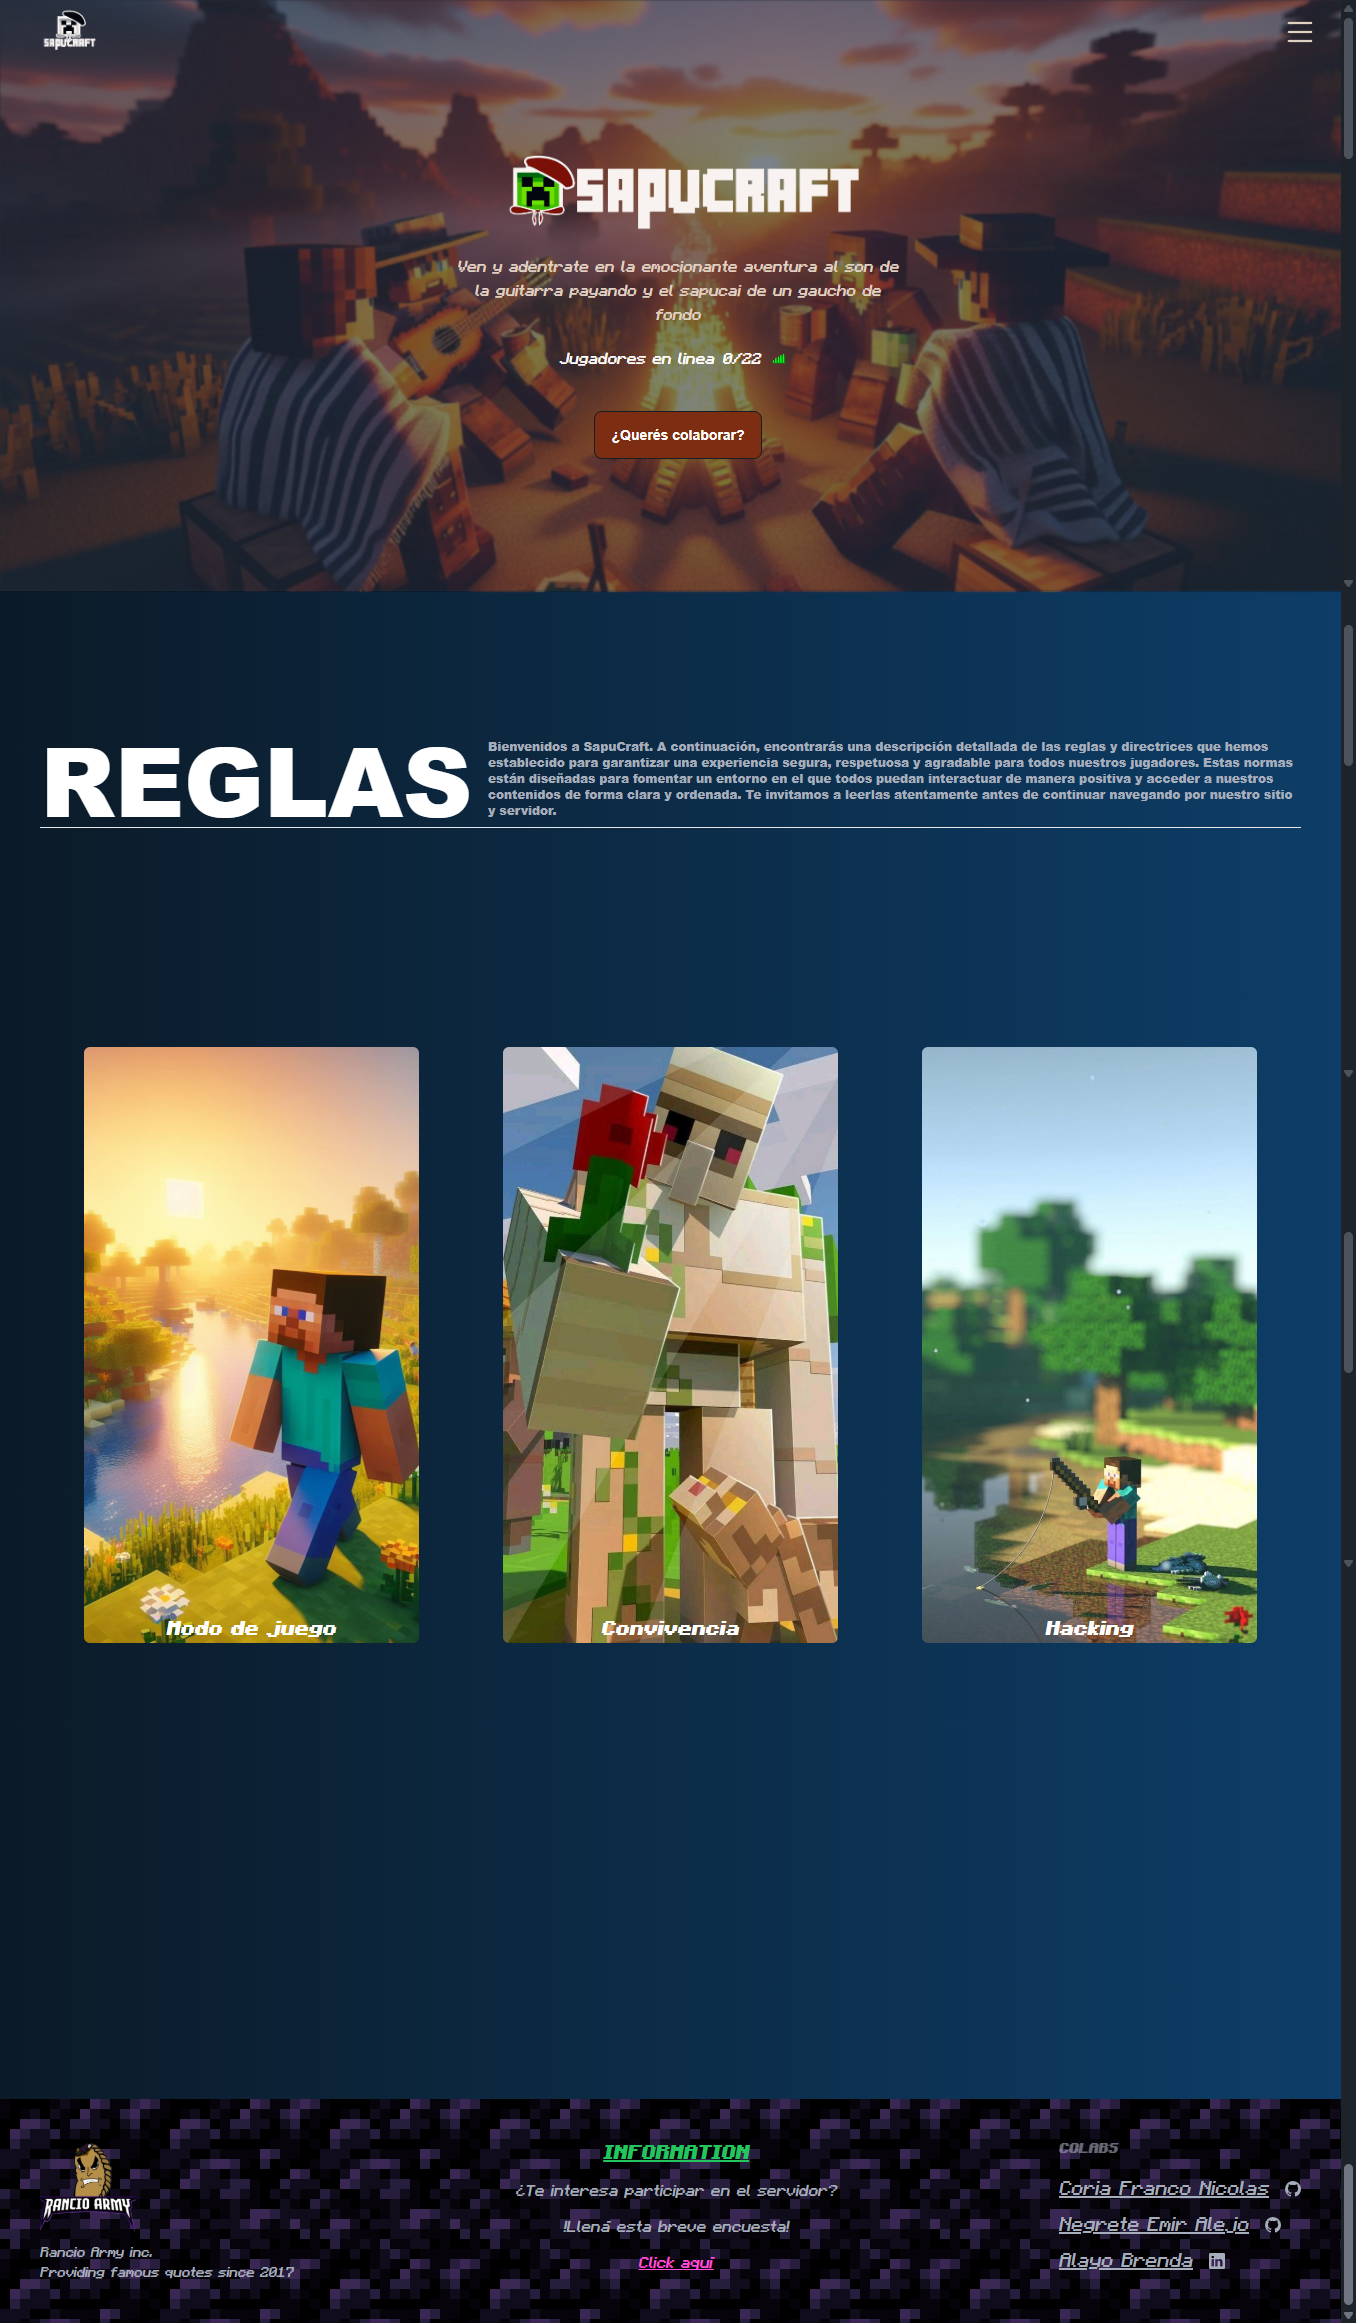 SAPUCRAFT
SAPUCRAFT
Ven y adentrate en la emocionante aventura al son de
la guitarra payando y el sapucai de un gaucho de
fondo
Jugadores en linea 0/22
¿Querés colaborar?
REGLAS
Bienvenidos a SapuCraft. A continuación, encontrarás una descripción detallada de las reglas y directrices que hemos
establecido para garantizar una experiencia segura, respetuosa y agradable para todos nuestros jugadores. Estas normas
están diseñadas para fomentar un entorno en el que todos puedan interactuar de manera positiva y acceder a nuestros
contenidos de forma clara y ordenada. Te invitamos a leerlas atentamente antes de continuar navegando por nuestro sitio
y servidor.
Modo de juego
Convivencia
Hacking
RANCIO ARMY
Rancio Army inc.
Providing famous quotes since 2017
INFORMATION
¿Te interesa participar en el servidor?
!Llená esta breve encuesta!
Click aquí
COLABS
Coria Franco Nicolas
Negrete Emir Alejo
Alayo Brenda